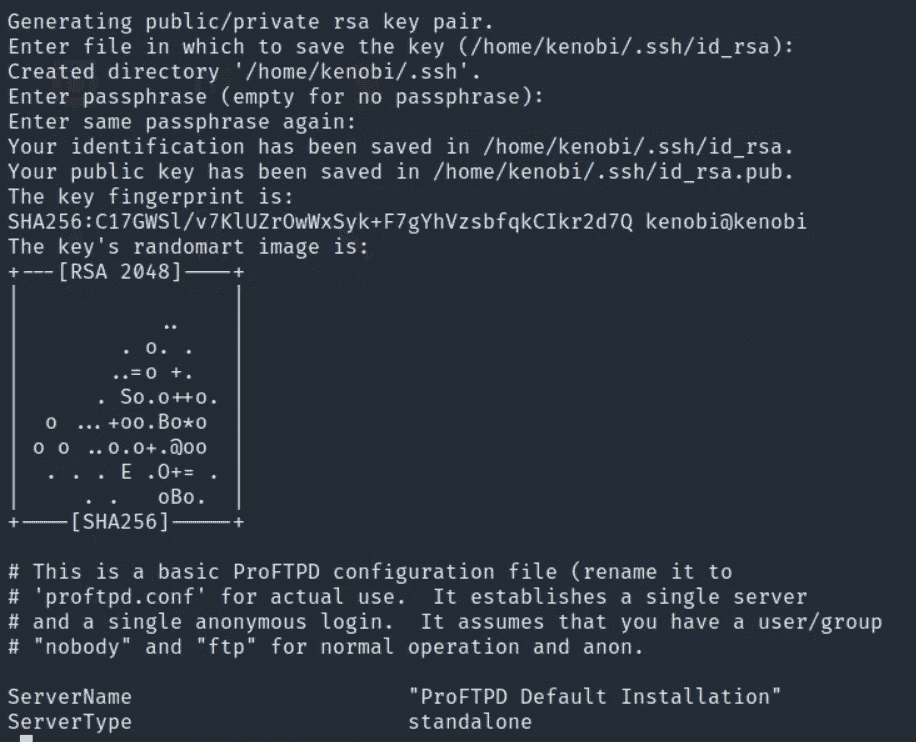 Generating public/private rsa key pair.
Enter file in which to save the key (/home/kenobi/.ssh/id_rsa):
Created directory '/home/kenobi/.ssh'.
Enter passphrase (empty for no passphrase):
Enter same passphrase again:
Your identification has been saved in /home/kenobi/.ssh/id_rsa.
Your public key has been saved in /home/kenobi/.ssh/id_rsa.pub.
The key fingerprint is:
SHA256:C17GWSl/v7KlUZrOwWxSyk+F7gYhVzsbfqkCIkr2d7Q kenobi@kenobi
The key's randomart image is:
+---[RSA 2048]----+
|                 |
|           ..    |
|        . o. .   |
|       ..=o +.   |
|      . So.o++o. |
|  o ...+oo.Bo*o  |
| o o ..o.o+.@oo  |
|  . . . E .O+= . |
|     . .   oBo.  |
+----[SHA256]-----+
# This is a basic ProFTPD configuration file (rename it to
# 'proftpd.conf' for actual use.  It establishes a single server
# and a single anonymous login.  It assumes that you have a user/group
# "nobody" and "ftp" for normal operation and anon.
ServerName                      "ProFTPD Default Installation"
ServerType                      standalone